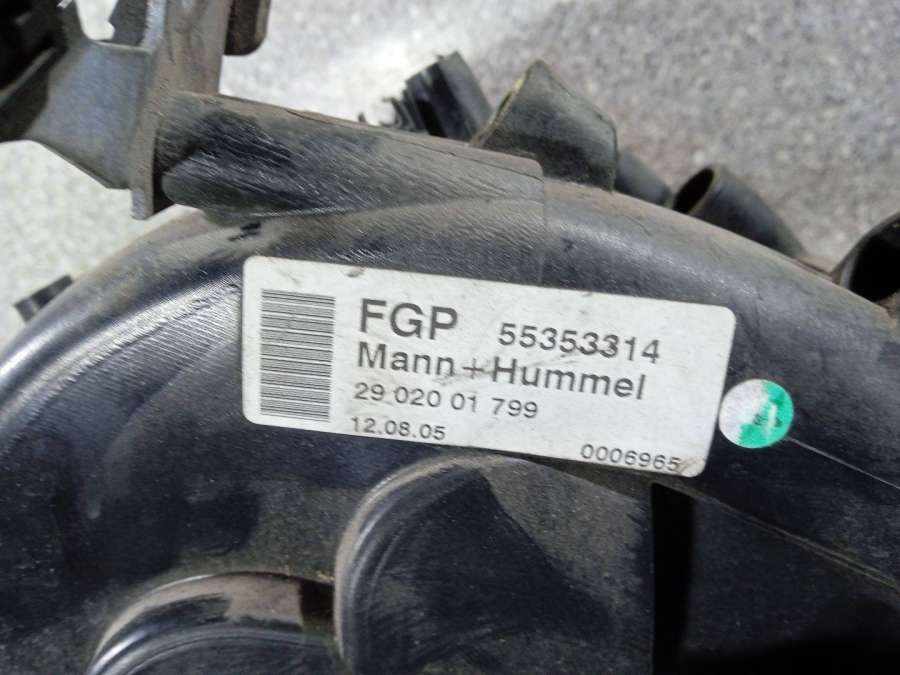 FGP 55353314
Mann+Hummel
29 020 01 799
12.08.05
0006965